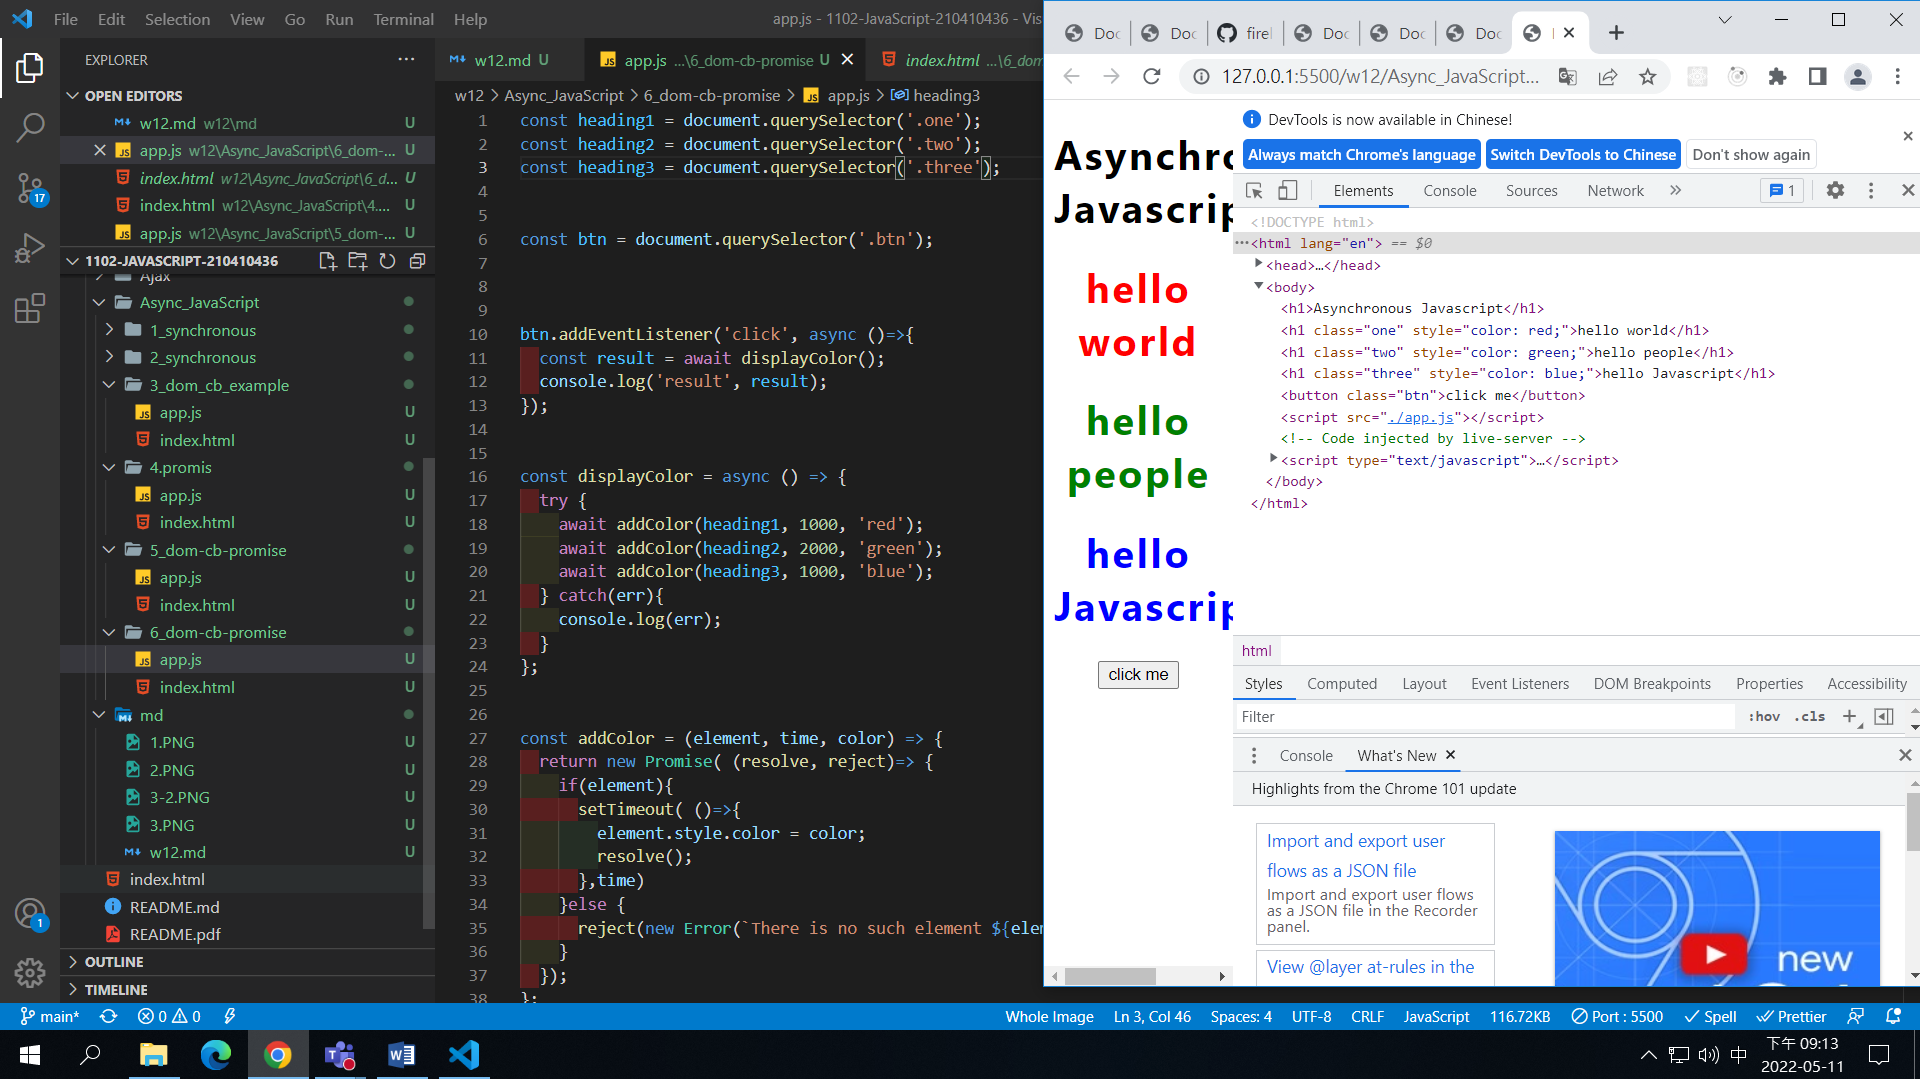 File Edit Selection View Go Run Terminal Help
app.js - 1102-JavaScript-210410436 - Vis
EXPLORER
OPEN EDITORS
w12.md w12\md U
app.js w12\Async_JavaScript\6_dom-... U
index.html w12\Async_JavaScript\6_d... U
index.html w12\Async_JavaScript\4.... U
app.js w12\Async_JavaScript\5_dom-... U
1102-JAVASCRIPT-210410436
Ajax
Async_JavaScript
1_synchronous
2_synchronous
3_dom_cb_example
app.js U
index.html U
4.promis
app.js U
index.html U
5_dom-cb-promise
app.js U
index.html U
6_dom-cb-promise
app.js U
index.html U
md
1.PNG U
2.PNG U
3-2.PNG U
3.PNG U
w12.md U
index.html
README.md
README.pdf
OUTLINE
TIMELINE
17
1
w12.md U
app.js ...\6_dom-cb-promise U
index.html ...\6_dom
w12 > Async_JavaScript > 6_dom-cb-promise > app.js > heading3
1 const heading1 = document.querySelector('.one');
2 const heading2 = document.querySelector('.two');
3 const heading3 = document.querySelector('.three');
4
5
6 const btn = document.querySelector('.btn');
7
8
9
10 btn.addEventListener('click', async ()=>{
11 const result = await displayColor();
12 console.log('result', result);
13 });
14
15
16 const displayColor = async () => {
17 try {
18 await addColor(heading1, 1000, 'red');
19 await addColor(heading2, 2000, 'green');
20 await addColor(heading3, 1000, 'blue');
21 } catch(err){
22 console.log(err);
23 }
24 };
25
26
27 const addColor = (element, time, color) => {
28 return new Promise( (resolve, reject)=> {
29 if(element){
30 setTimeout( ()=>{
31 element.style.color = color;
32 resolve();
33 },time)
34 }else {
35 reject(new Error(`There is no such element ${elem
36 }
37 });
38 };
Doc Doc firel Doc Doc Doc
127.0.0.1:5500/w12/Async_JavaScript...
Asynchro
Javascrip
hello
world
hello
people
hello
Javascrip
click me
DevTools is now available in Chinese!
Always match Chrome's language Switch DevTools to Chinese Don't show again
Elements Console Sources Network » 1
<!DOCTYPE html>
<html lang="en"> == $0
<head>…</head>
<body>
<h1>Asynchronous Javascript</h1>
<h1 class="one" style="color: red;">hello world</h1>
<h1 class="two" style="color: green;">hello people</h1>
<h1 class="three" style="color: blue;">hello Javascript</h1>
<button class="btn">click me</button>
<script src="./app.js"></script>
<!-- Code injected by live-server -->
<script type="text/javascript">…</script>
</body>
</html>
html
Styles Computed Layout Event Listeners DOM Breakpoints Properties Accessibility
Filter :hov .cls
Console What's New
Highlights from the Chrome 101 update
Import and export user
flows as a JSON file
Import and export user flows
as a JSON file in the Recorder
panel.
View @layer at-rules in the
new
main* 0 0
Whole Image Ln 3, Col 46 Spaces: 4 UTF-8 CRLF JavaScript 116.72KB Port : 5500 Spell Prettier
中
下午 09:13
2022-05-11